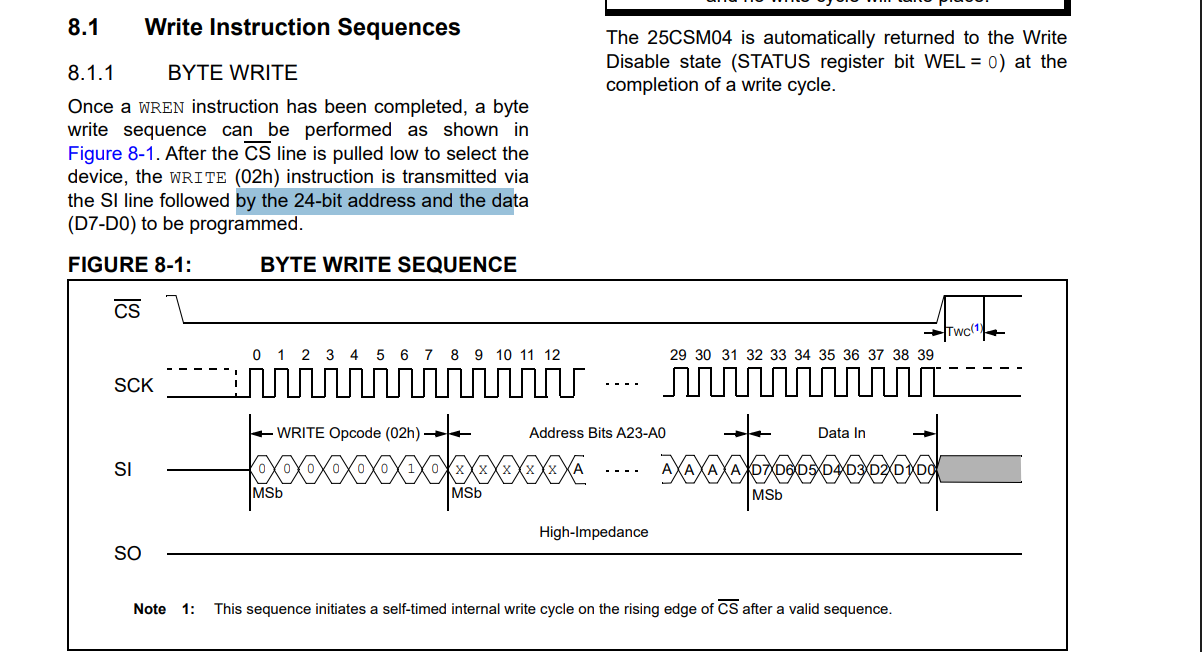 and no write cycle will take place.
8.1 Write Instruction Sequences
8.1.1 BYTE WRITE
Once a WREN instruction has been completed, a byte
write sequence can be performed as shown in
Figure 8-1. After the CS line is pulled low to select the
device, the WRITE (02h) instruction is transmitted via
the SI line followed by the 24-bit address and the data
(D7-D0) to be programmed.
The 25CSM04 is automatically returned to the Write
Disable state (STATUS register bit WEL = 0) at the
completion of a write cycle.
FIGURE 8-1: BYTE WRITE SEQUENCE
CS
TWC(1)
0 1 2 3 4 5 6 7 8 9 10 11 12 29 30 31 32 33 34 35 36 37 38 39
SCK
WRITE Opcode (02h) Address Bits A23-A0 Data In
SI 0 0 0 0 0 0 1 0 X X X X X A A A A A D7 D6 D5 D4 D3 D2 D1 D0
MSb MSb MSb
High-Impedance
SO
Note 1: This sequence initiates a self-timed internal write cycle on the rising edge of CS after a valid sequence.